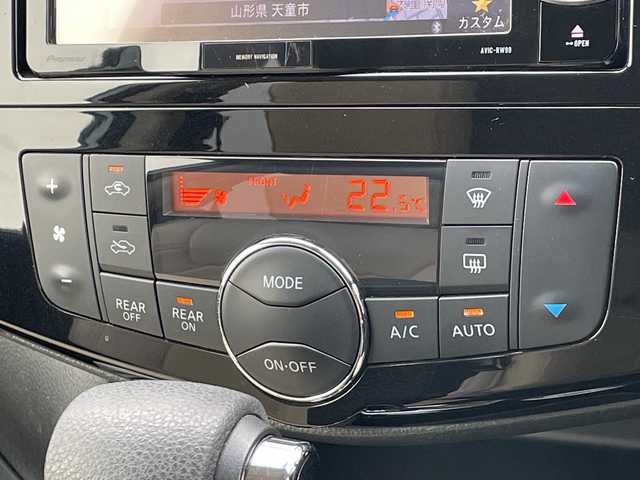 山形県 天童市
カスタム
Pioneer
MEMORY NAVIGATION
AVIC-RW99
OPEN
FRONT
22.5℃
MODE
REAR OFF
REAR ON
ON·OFF
A/C
AUTO